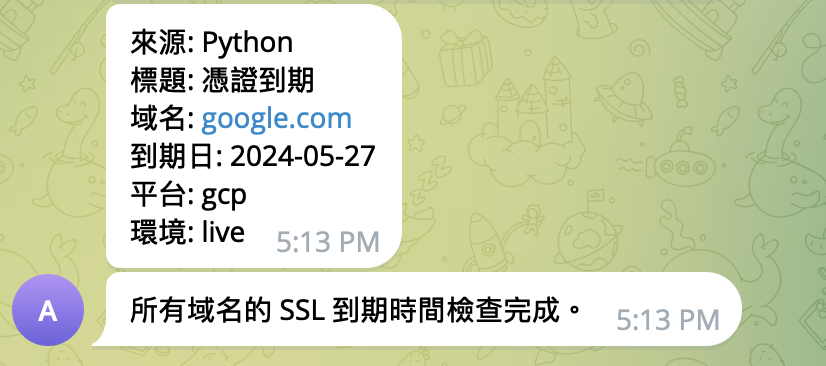 來源: Python
標題: 憑證到期
域名: google.com
到期日: 2024-05-27
平台: gcp
環境: live
5:13 PM
A
所有域名的 SSL 到期時間檢查完成。
5:13 PM